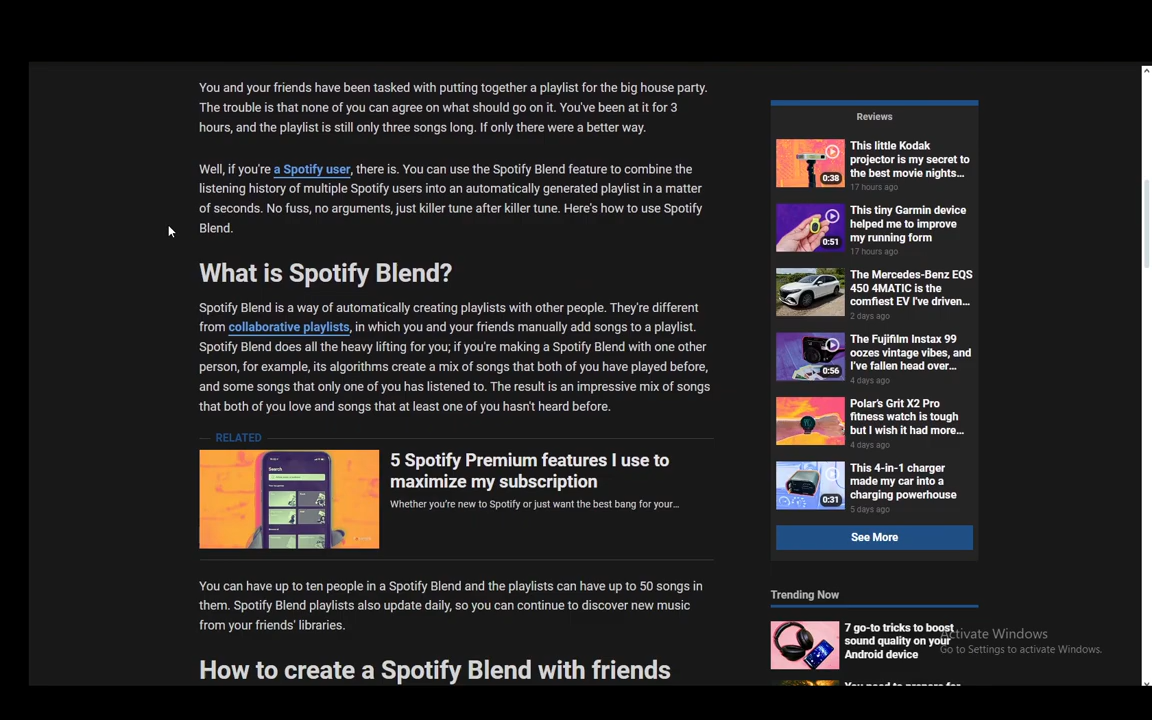 You and your friends have been tasked with putting together a playlist for the big house party.
The trouble is that none of you can agree on what should go on it. You've been at it for 3
hours, and the playlist is still only three songs long. If only there were a better way.
Well, if you're a Spotify user, there is. You can use the Spotify Blend feature to combine the
listening history of multiple Spotify users into an automatically generated playlist in a matter
of seconds. No fuss, no arguments, just killer tune after killer tune. Here's how to use Spotify
Blend.
What is Spotify Blend?
Spotify Blend is a way of automatically creating playlists with other people. They're different
from collaborative playlists, in which you and your friends manually add songs to a playlist.
Spotify Blend does all the heavy lifting for you; if you're making a Spotify Blend with one other
person, for example, its algorithms create a mix of songs that both of you have played before,
and some songs that only one of you has listened to. The result is an impressive mix of songs
that both of you love and songs that at least one of you hasn't heard before.
RELATED
Search
5 Spotify Premium features I use to
maximize my subscription
Whether you're new to Spotify or just want the best bang for your...
You can have up to ten people in a Spotify Blend and the playlists can have up to 50 songs in
them. Spotify Blend playlists also update daily, so you can continue to discover new music
from your friends' libraries.
How to create a Spotify Blend with friends
Reviews
0:38
This little Kodak
projector is my secret to
the best movie nights...
17 hours ago
0:51
This tiny Garmin device
helped me to improve
my running form
17 hours ago
The Mercedes-Benz EQS
450 4MATIC is the
comfiest EV I've driven...
2 days ago
0:56
The Fujifilm Instax 99
oozes vintage vibes, and
I've fallen head over...
4 days ago
Polar's Grit X2 Pro
fitness watch is tough
but I wish it had more...
4 days ago
0:31
This 4-in-1 charger
made my car into a
charging powerhouse
5 days ago
See More
Trending Now
7 go-to tricks to boost
sound quality on your
Android device
Activate Windows
Go to Settings to activate Windows.